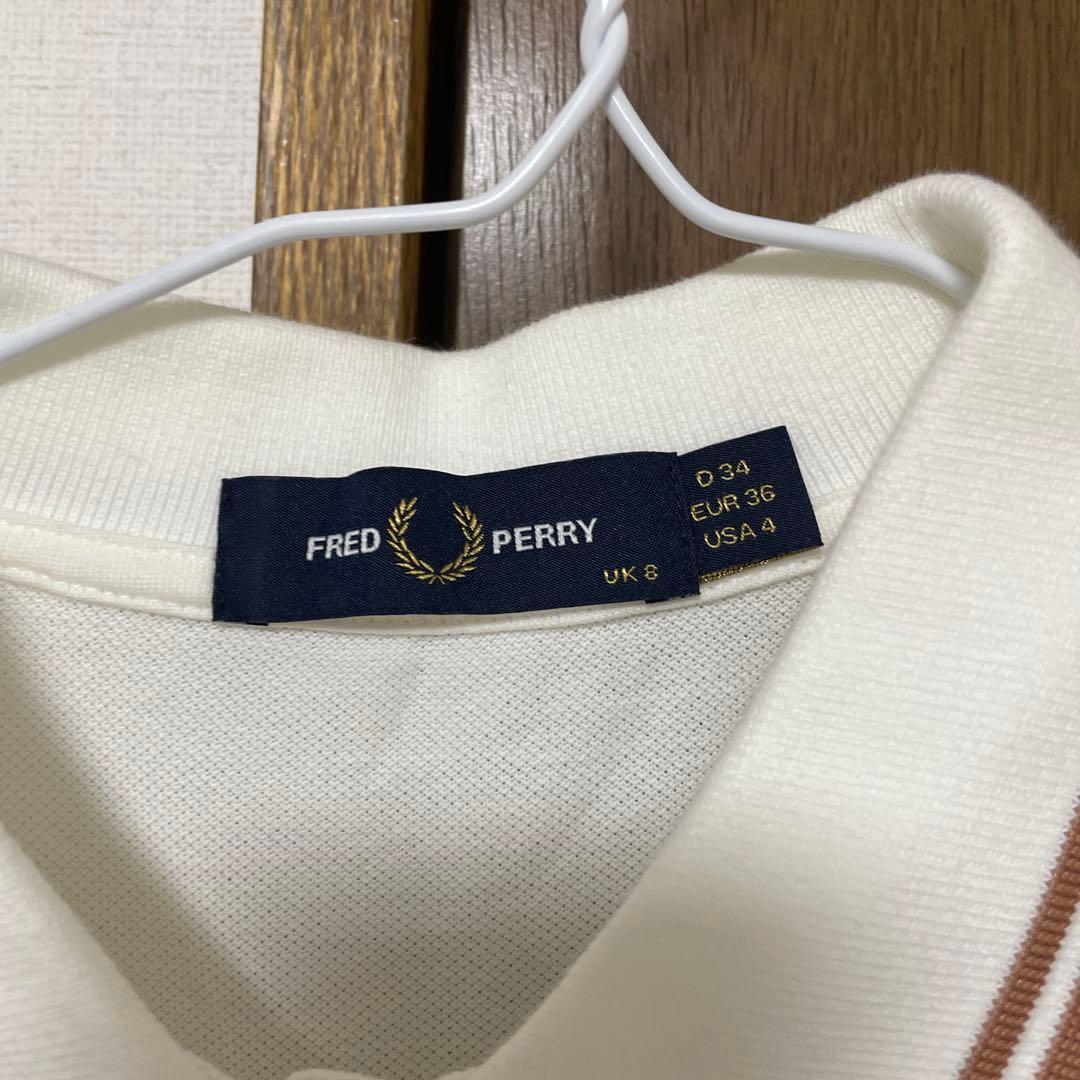 FRED PERRY
UK 8
D 34
EUR 36
USA 4